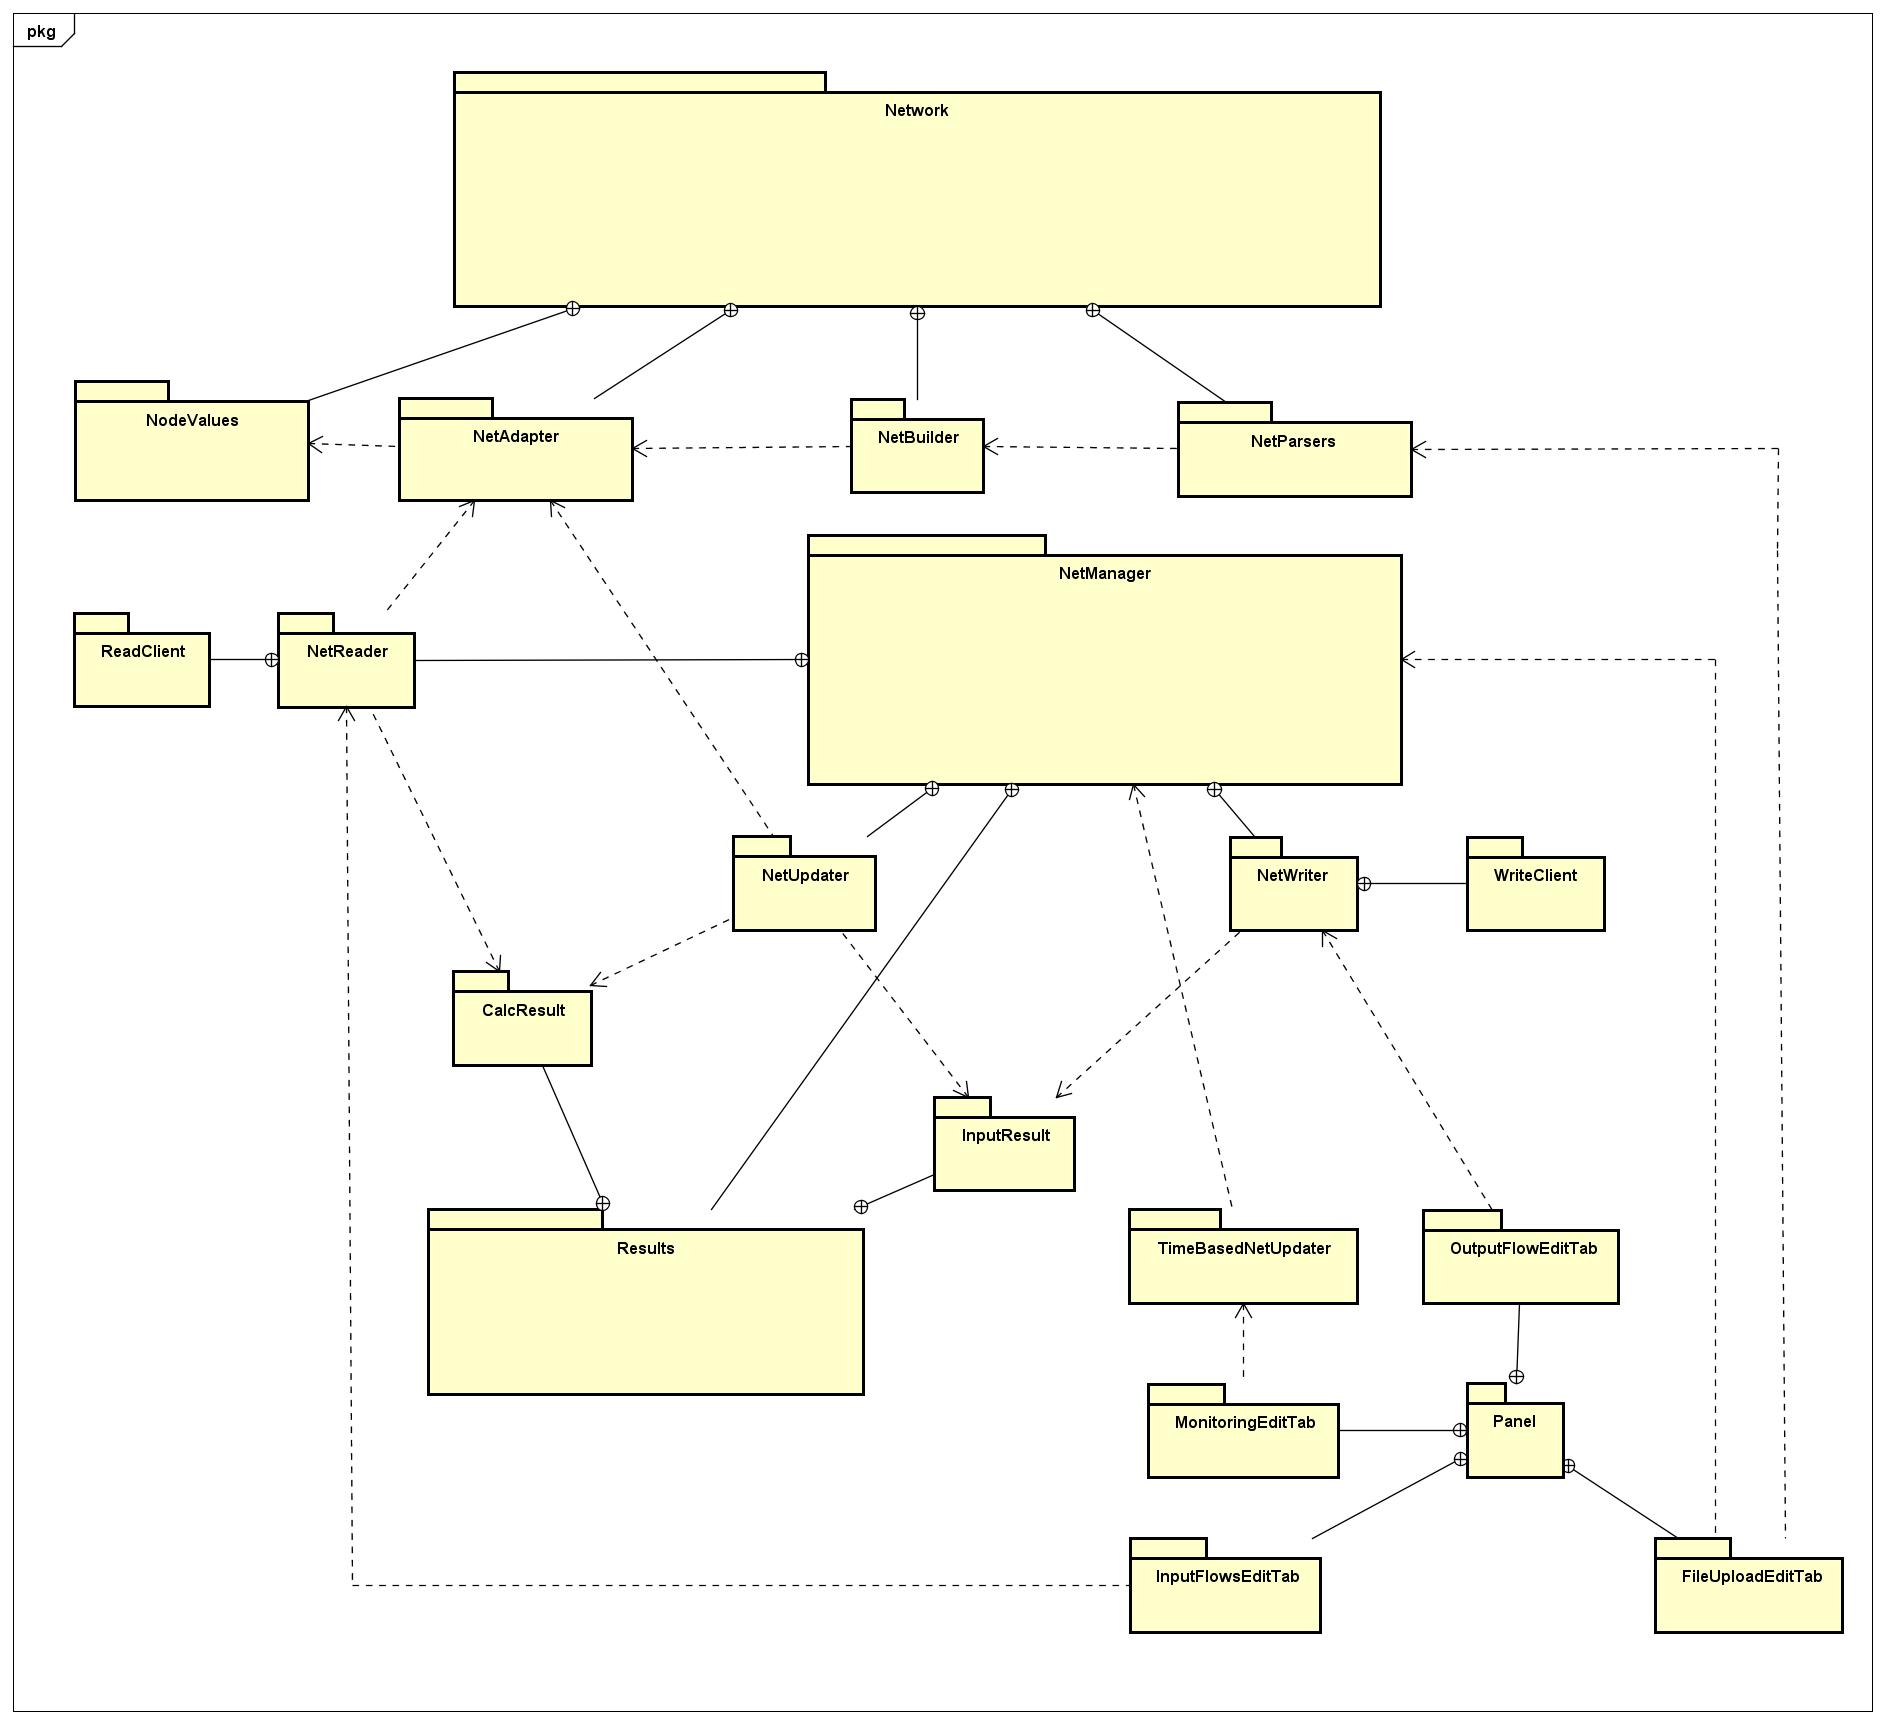 pkg
Network
NodeValues
NetAdapter
NetBuilder
NetParsers
NetManager
ReadClient
NetReader
NetUpdater
NetWriter
WriteClient
CalcResult
InputResult
Results
TimeBasedNetUpdater
OutputFlowEditTab
MonitoringEditTab
Panel
InputFlowsEditTab
FileUploadEditTab